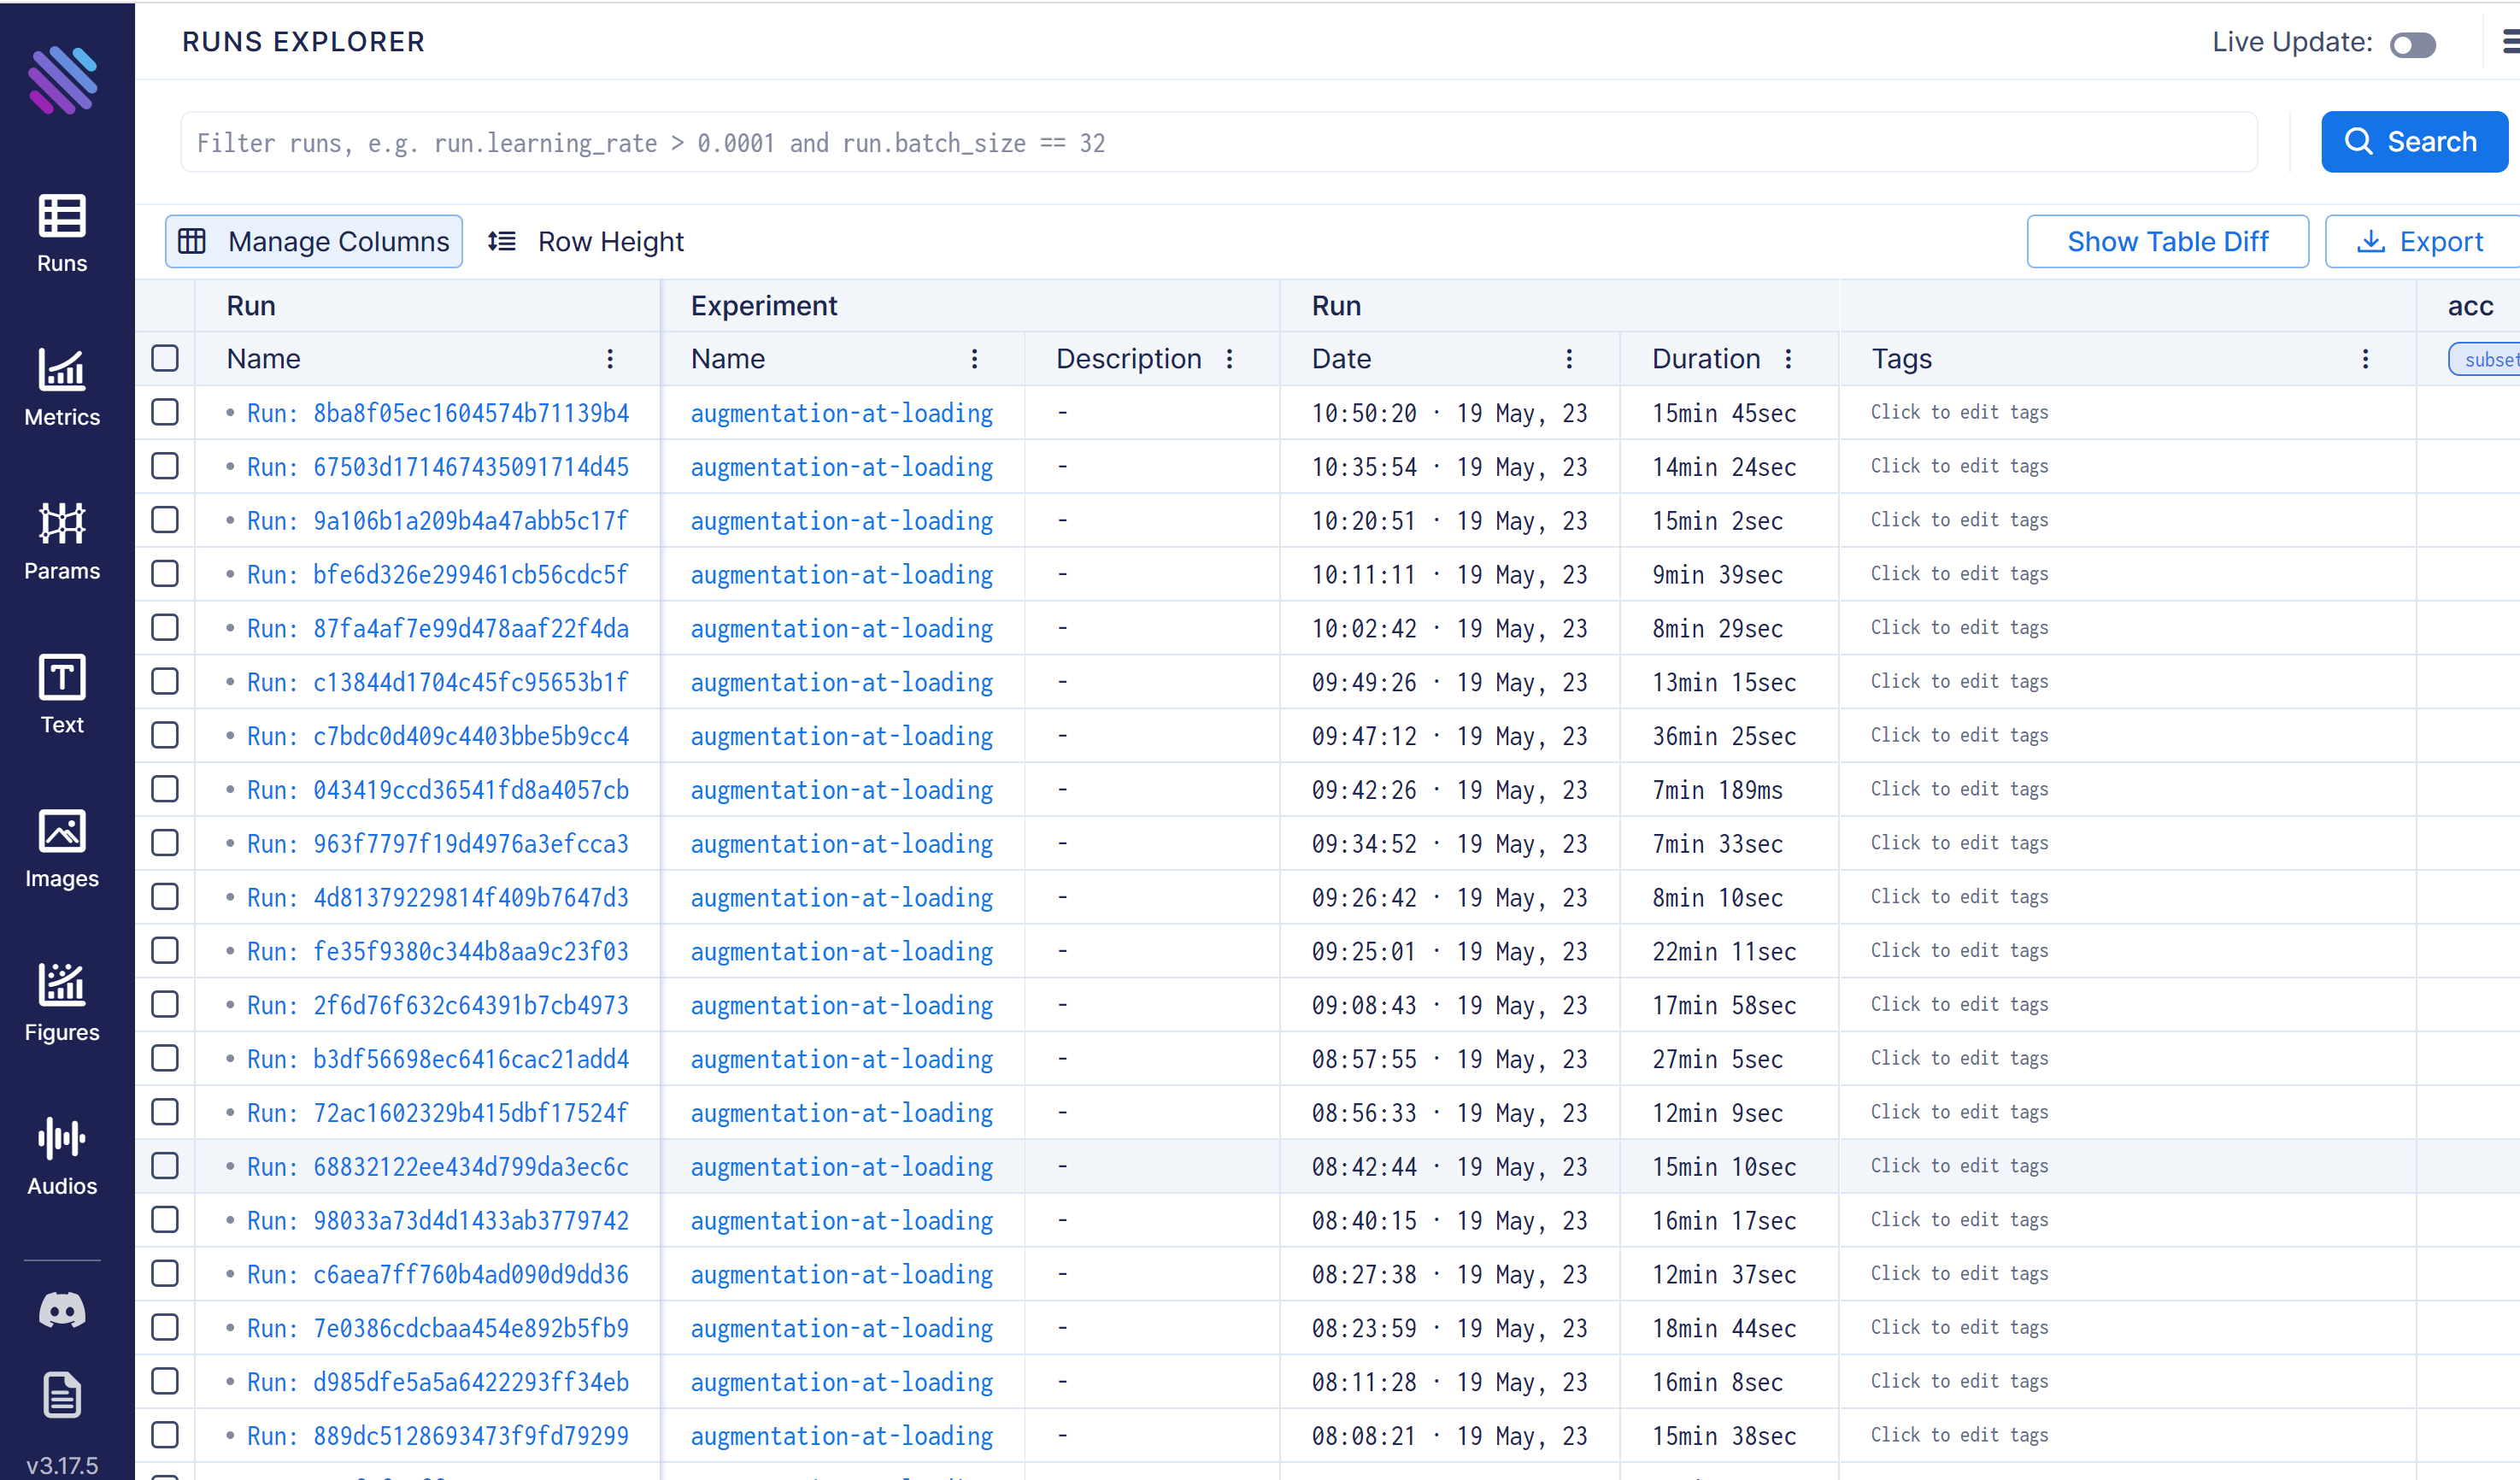 RUNS EXPLORER
Live Update:
Filter runs, e.g. run.learning_rate > 0.0001 and run.batch_size == 32
Search
Manage Columns Row Height Show Table Diff Export
Run Experiment Run acc
Name Name Description Date Duration Tags subset
Run: 8ba8f05ec1604574b71139b4 augmentation-at-loading - 10:50:20 · 19 May, 23 15min 45sec Click to edit tags
Run: 67503d171467435091714d45 augmentation-at-loading - 10:35:54 · 19 May, 23 14min 24sec Click to edit tags
Run: 9a106b1a209b4a47abb5c17f augmentation-at-loading - 10:20:51 · 19 May, 23 15min 2sec Click to edit tags
Run: bfe6d326e299461cb56cdc5f augmentation-at-loading - 10:11:11 · 19 May, 23 9min 39sec Click to edit tags
Run: 87fa4af7e99d478aaf22f4da augmentation-at-loading - 10:02:42 · 19 May, 23 8min 29sec Click to edit tags
Run: c13844d1704c45fc95653b1f augmentation-at-loading - 09:49:26 · 19 May, 23 13min 15sec Click to edit tags
Run: c7bdc0d409c4403bbe5b9cc4 augmentation-at-loading - 09:47:12 · 19 May, 23 36min 25sec Click to edit tags
Run: 043419ccd36541fd8a4057cb augmentation-at-loading - 09:42:26 · 19 May, 23 7min 189ms Click to edit tags
Run: 963f7797f19d4976a3efcca3 augmentation-at-loading - 09:34:52 · 19 May, 23 7min 33sec Click to edit tags
Run: 4d81379229814f409b7647d3 augmentation-at-loading - 09:26:42 · 19 May, 23 8min 10sec Click to edit tags
Run: fe35f9380c344b8aa9c23f03 augmentation-at-loading - 09:25:01 · 19 May, 23 22min 11sec Click to edit tags
Run: 2f6d76f632c64391b7cb4973 augmentation-at-loading - 09:08:43 · 19 May, 23 17min 58sec Click to edit tags
Run: b3df56698ec6416cac21add4 augmentation-at-loading - 08:57:55 · 19 May, 23 27min 5sec Click to edit tags
Run: 72ac1602329b415dbf17524f augmentation-at-loading - 08:56:33 · 19 May, 23 12min 9sec Click to edit tags
Run: 68832122ee434d799da3ec6c augmentation-at-loading - 08:42:44 · 19 May, 23 15min 10sec Click to edit tags
Run: 98033a73d4d1433ab3779742 augmentation-at-loading - 08:40:15 · 19 May, 23 16min 17sec Click to edit tags
Run: c6aea7ff760b4ad090d9dd36 augmentation-at-loading - 08:27:38 · 19 May, 23 12min 37sec Click to edit tags
Run: 7e0386cdcbaa454e892b5fb9 augmentation-at-loading - 08:23:59 · 19 May, 23 18min 44sec Click to edit tags
Run: d985dfe5a5a6422293ff34eb augmentation-at-loading - 08:11:28 · 19 May, 23 16min 8sec Click to edit tags
Run: 889dc5128693473f9fd79299 augmentation-at-loading - 08:08:21 · 19 May, 23 15min 38sec Click to edit tags
Runs
Metrics
Params
Text
Images
Figures
Audios
v3.17.5